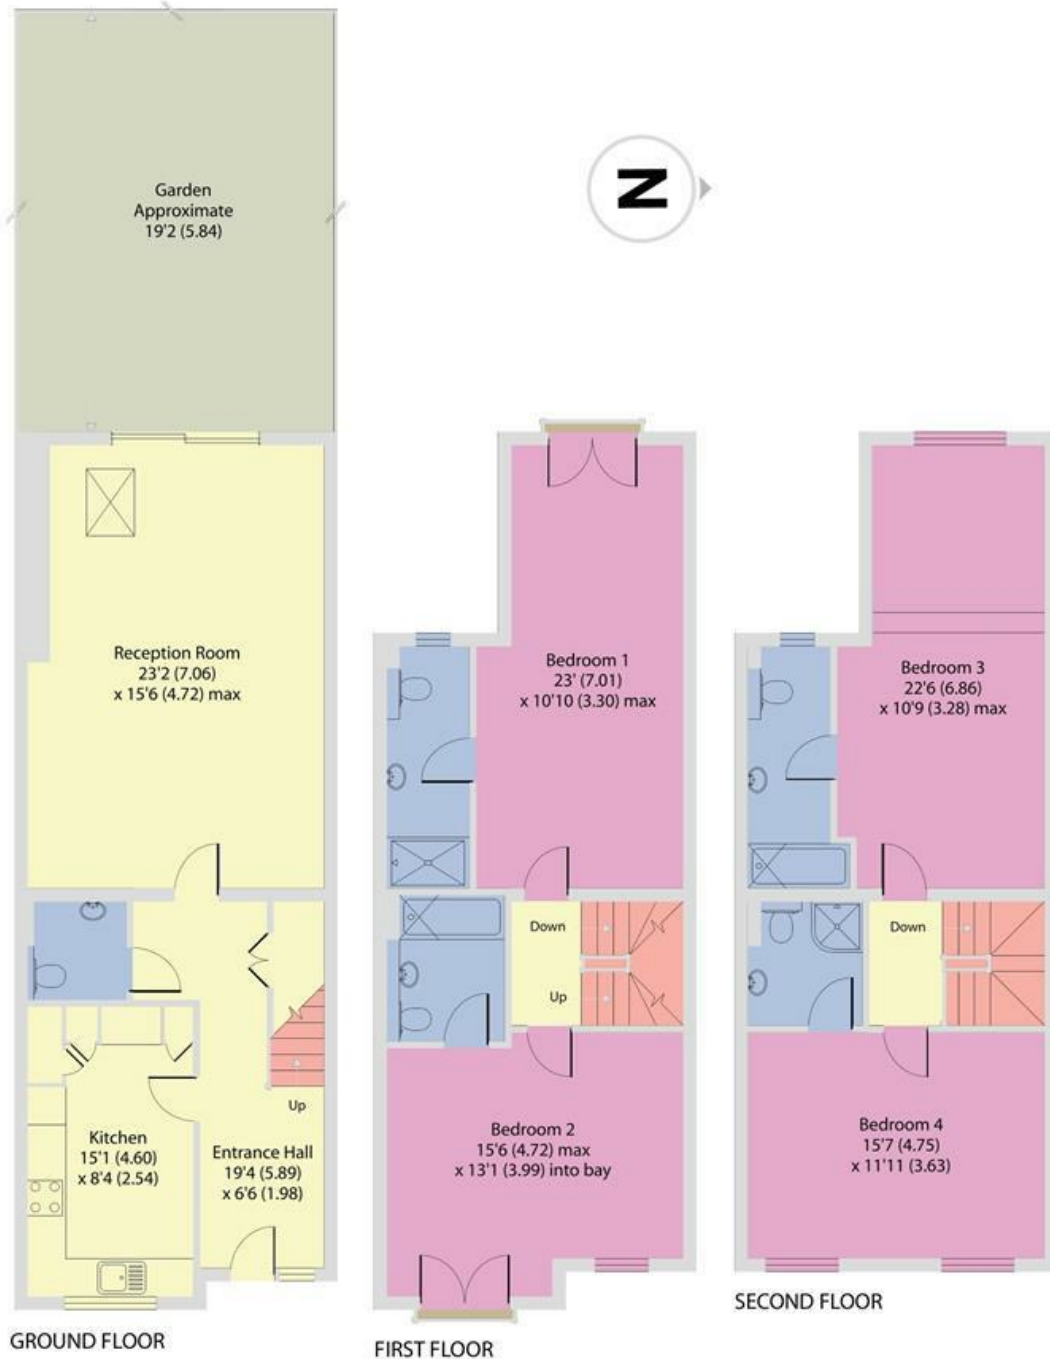 Garden
Approximate
19'2 (5.84)
N
Reception Room
23'2 (7.06)
x 15'6 (4.72) max
Up
Kitchen
15'1 (4.60)
x 8'4 (2.54)
Entrance Hall
19'4 (5.89)
x 6'6 (1.98)
GROUND FLOOR
Bedroom 1
23' (7.01)
x 10'10 (3.30) max
Down
Up
Bedroom 2
15'6 (4.72) max
x 13'1 (3.99) into bay
FIRST FLOOR
Bedroom 3
22'6 (6.86)
x 10'9 (3.28) max
Down
Bedroom 4
15'7 (4.75)
x 11'11 (3.63)
SECOND FLOOR